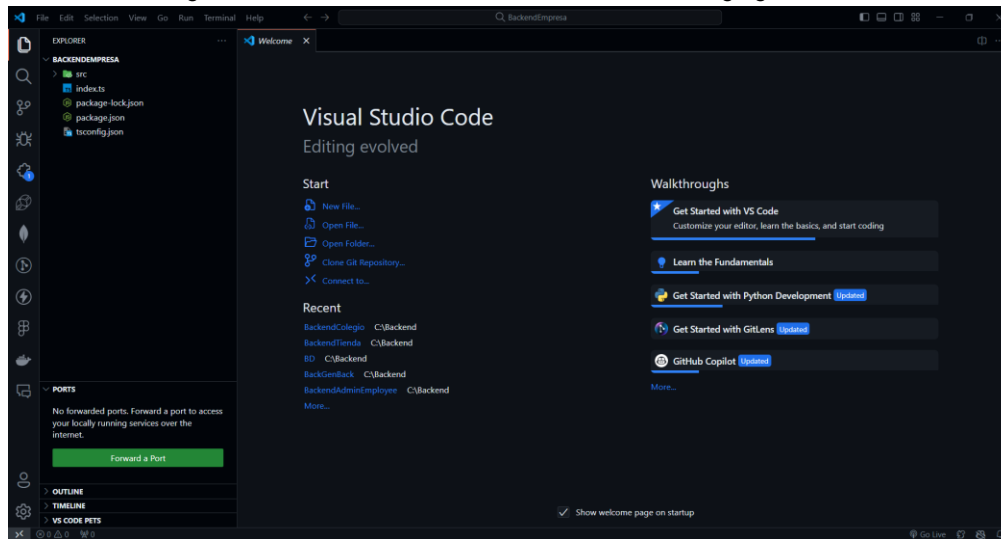 File Edit Selection View Go Run Terminal Help
BackendEmpresa
EXPLORER
Welcome
BACKENDEMPRESA
src
index.ts
package-lock.json
package.json
tsconfig.json
Visual Studio Code
Editing evolved
Start
New File...
Open File...
Open Folder...
Clone Git Repository...
Connect to...
Recent
BackendColegio C:\Backend
BackendTienda C:\Backend
BD C:\Backend
BackGenBack C:\Backend
BackendAdminEmployee C:\Backend
More...
Walkthroughs
Get Started with VS Code
Customize your editor, learn the basics, and start coding
Learn the Fundamentals
Get Started with Python Development Updated
Get Started with GitLens Updated
GitHub Copilot Updated
More...
1
PORTS
No forwarded ports. Forward a port to access
your locally running services over the
internet.
Forward a Port
OUTLINE
TIMELINE
VS CODE PETS
Show welcome page on startup
0 0 0
Go Live